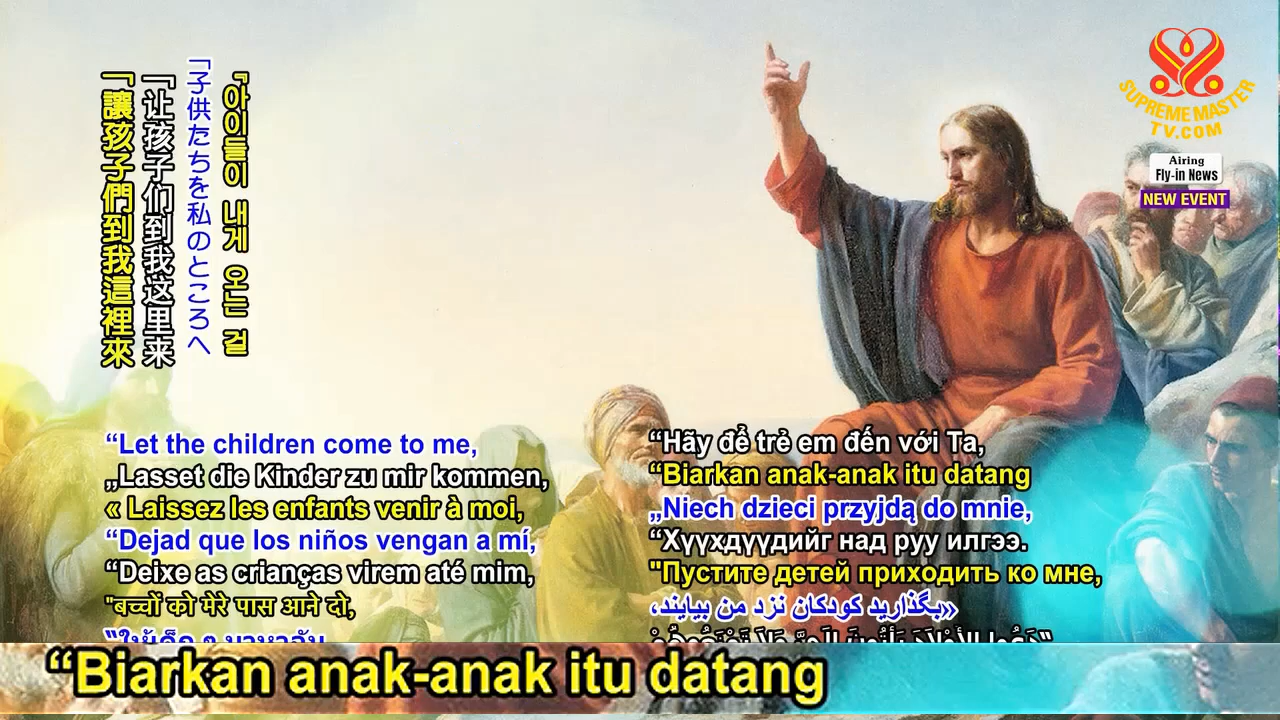 『아이들이 내게 오는 걸
「子供たちを私のところへ
「让孩子们到我这里来
「讓孩子們到我這裡來
SUPREME MASTER
TV.COM
Airing
Fly-in News
NEW EVENT
“Let the children come to me,
„Lasset die Kinder zu mir kommen,
« Laissez les enfants venir à moi,
“Dejad que los niños vengan a mí,
“Deixe as crianças virem até mim,
"बच्चों को मेरे पास आने दो,
“Hãy để trẻ em đến với Ta,
“Biarkan anak-anak itu datang
„Niech dzieci przyjdą do mnie,
“Хүүхдүүдийг над руу илгээ.
"Пустите детей приходить ко мне,
«بگذارید کودکان نزد من بیایند،
“Biarkan anak-anak itu datang